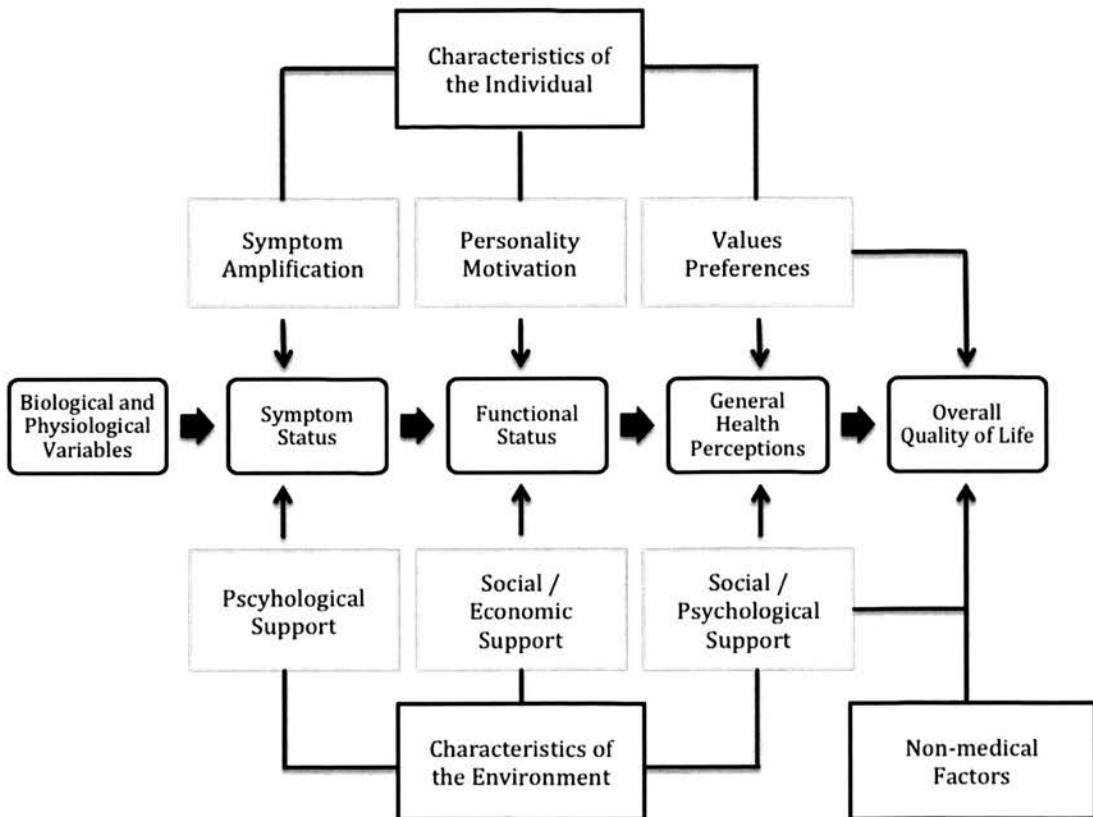 Characteristics of
the Individual
Symptom
Amplification
Personality
Motivation
Values
Preferences
Biological and
Physiological
Variables
Symptom
Status
Functional
Status
General
Health
Perceptions
Overall
Quality of Life
Pscyhological
Support
Social /
Economic
Support
Social /
Psychological
Support
Characteristics of
the Environment
Non-medical
Factors